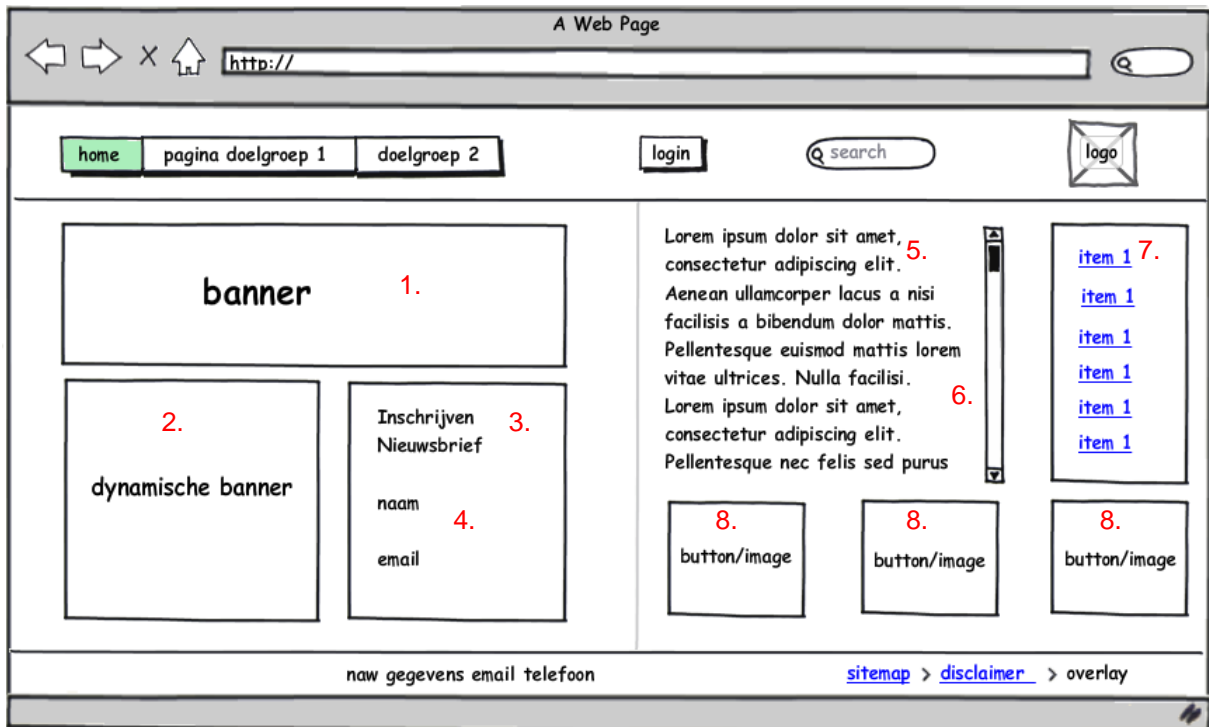 A Web Page
http://
home
pagina doelgroep 1
doelgroep 2
login
search
logo
banner
1.
2.
dynamische banner
Inschrijven
Nieuwsbrief
3.
naam
4.
email
Lorem ipsum dolor sit amet,
5.
consectetur adipiscing elit.
Aenean ullamcorper lacus a nisi
facilisis a bibendum dolor mattis.
Pellentesque euismod mattis lorem
vitae ultrices. Nulla facilisi.
6.
Lorem ipsum dolor sit amet,
consectetur adipiscing elit.
Pellentesque nec felis sed purus
item 1
7.
item 1
item 1
item 1
item 1
item 1
8.
button/image
8.
button/image
8.
button/image
naw gegevens email telefoon
sitemap > disclaimer > overlay